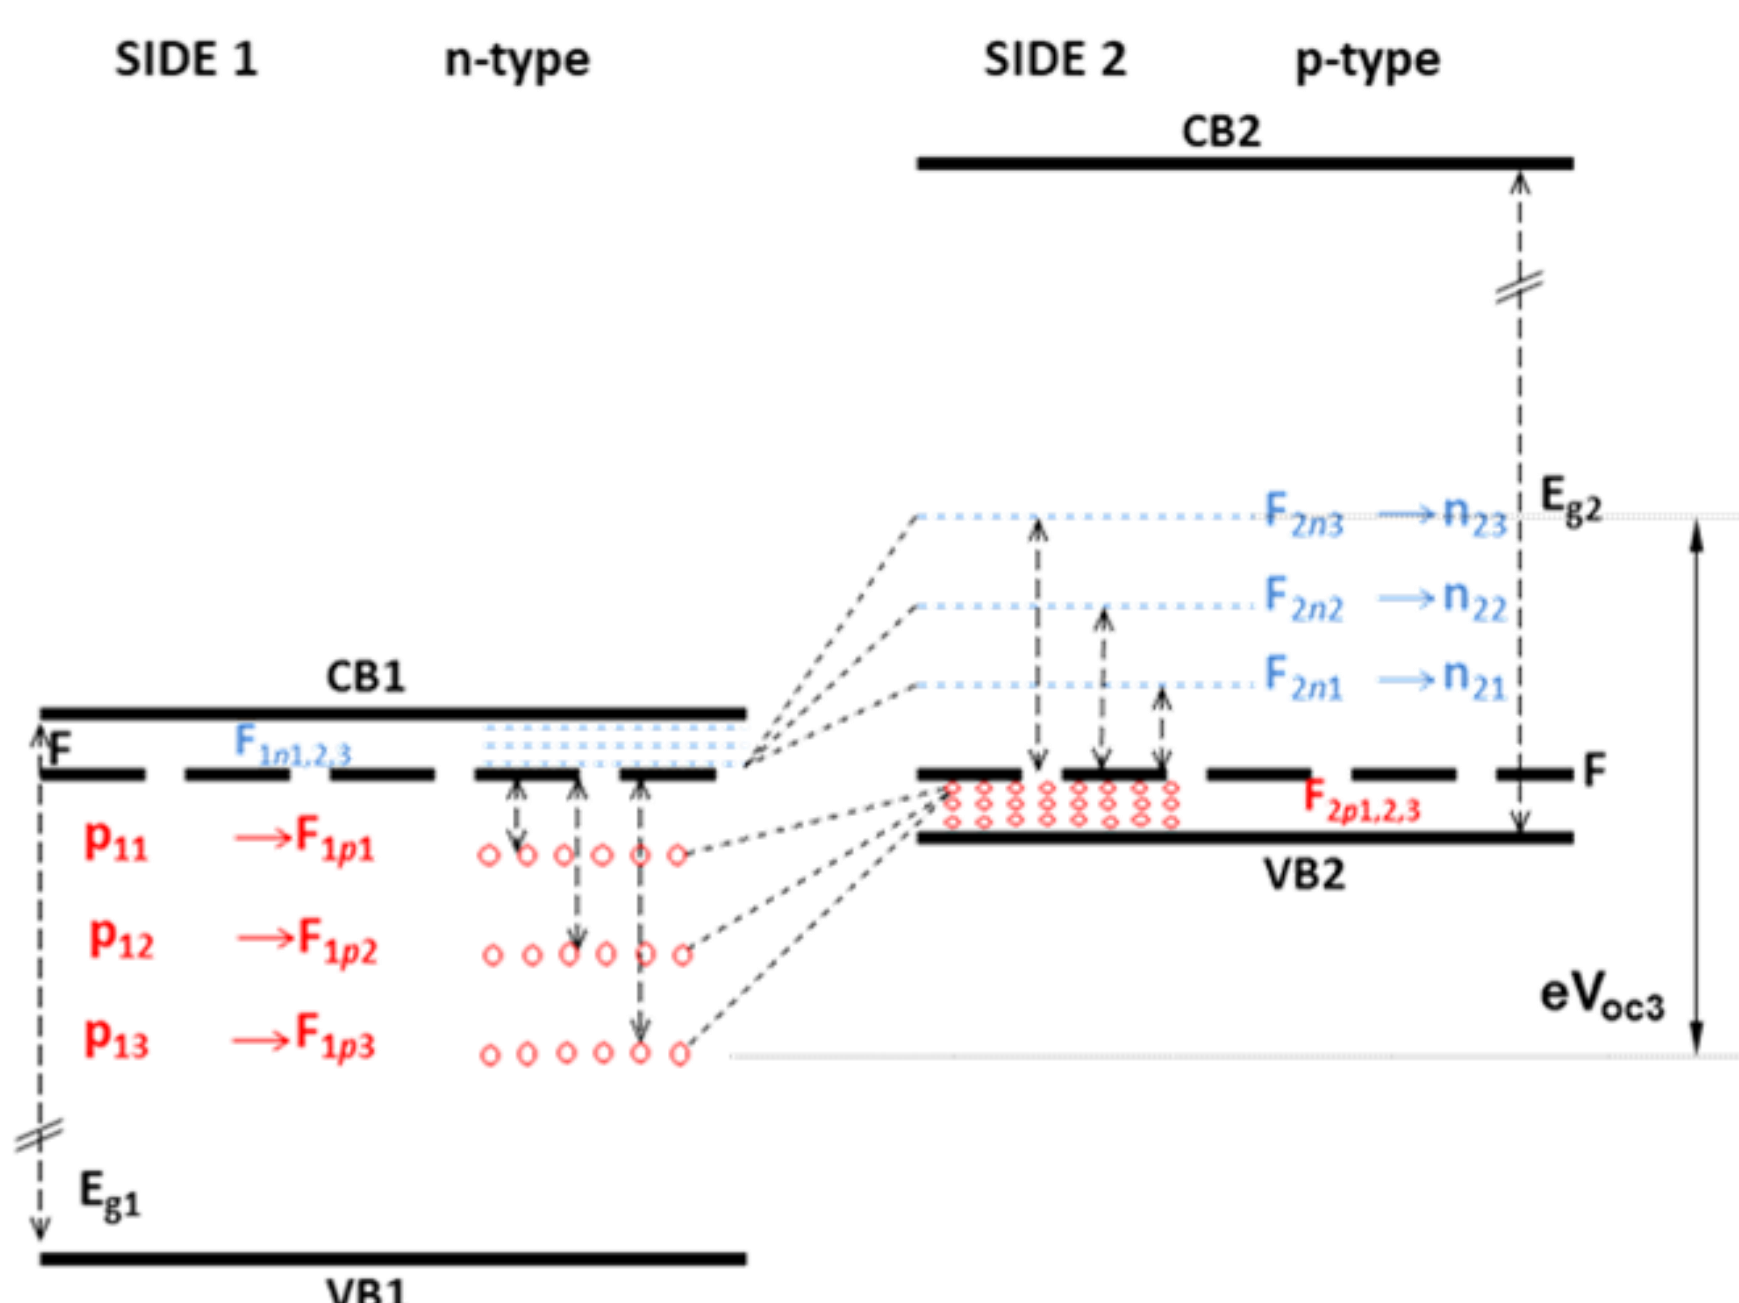 SIDE 1 n-type SIDE 2 p-type
CB2
F2n3 → n23 Eg2
F2n2 → n22
CB1
F2n1 → n21
F F1n1,2,3
F
F2p1,2,3
p11 → F1p1
VB2
p12 → F1p2
eVoc3
p13 → F1p3
Eg1
VB1